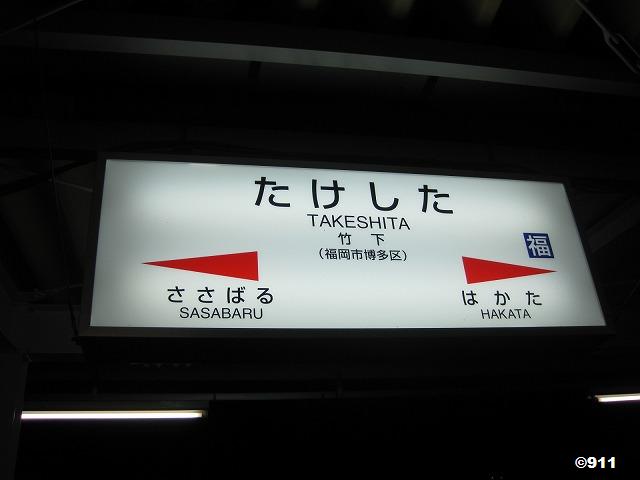 たけした
TAKESHITA
竹下
(福岡市博多区)
福
ささばる
SASABARU
はかた
HAKATA
©911